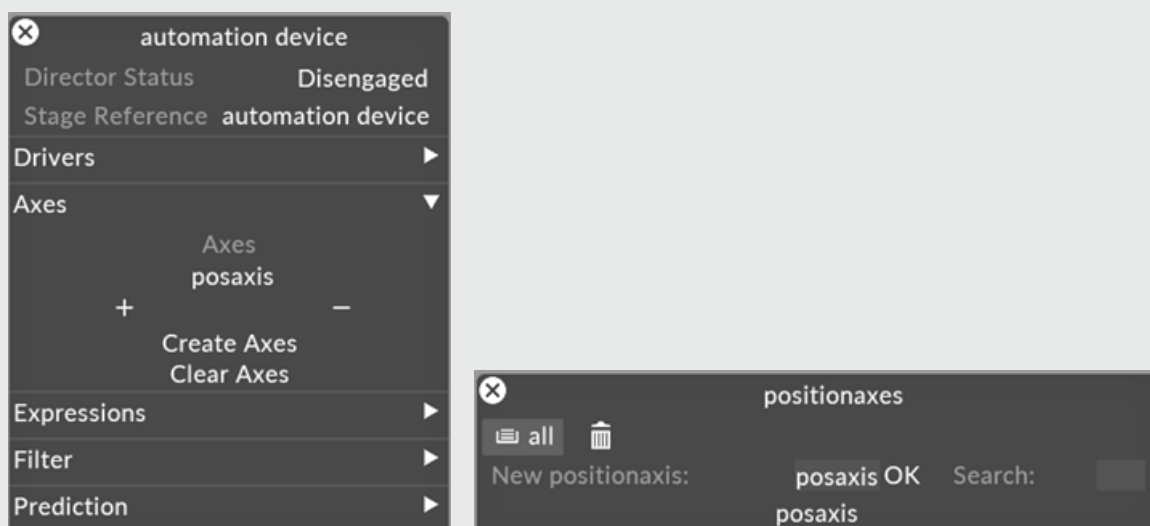 automation device
Director Status Disengaged
Stage Reference automation device
Drivers
Axes
Axes
posaxis
+ −
Create Axes
Clear Axes
Expressions
Filter
Prediction
positionaxes
all
New positionaxis: posaxis OK Search:
posaxis